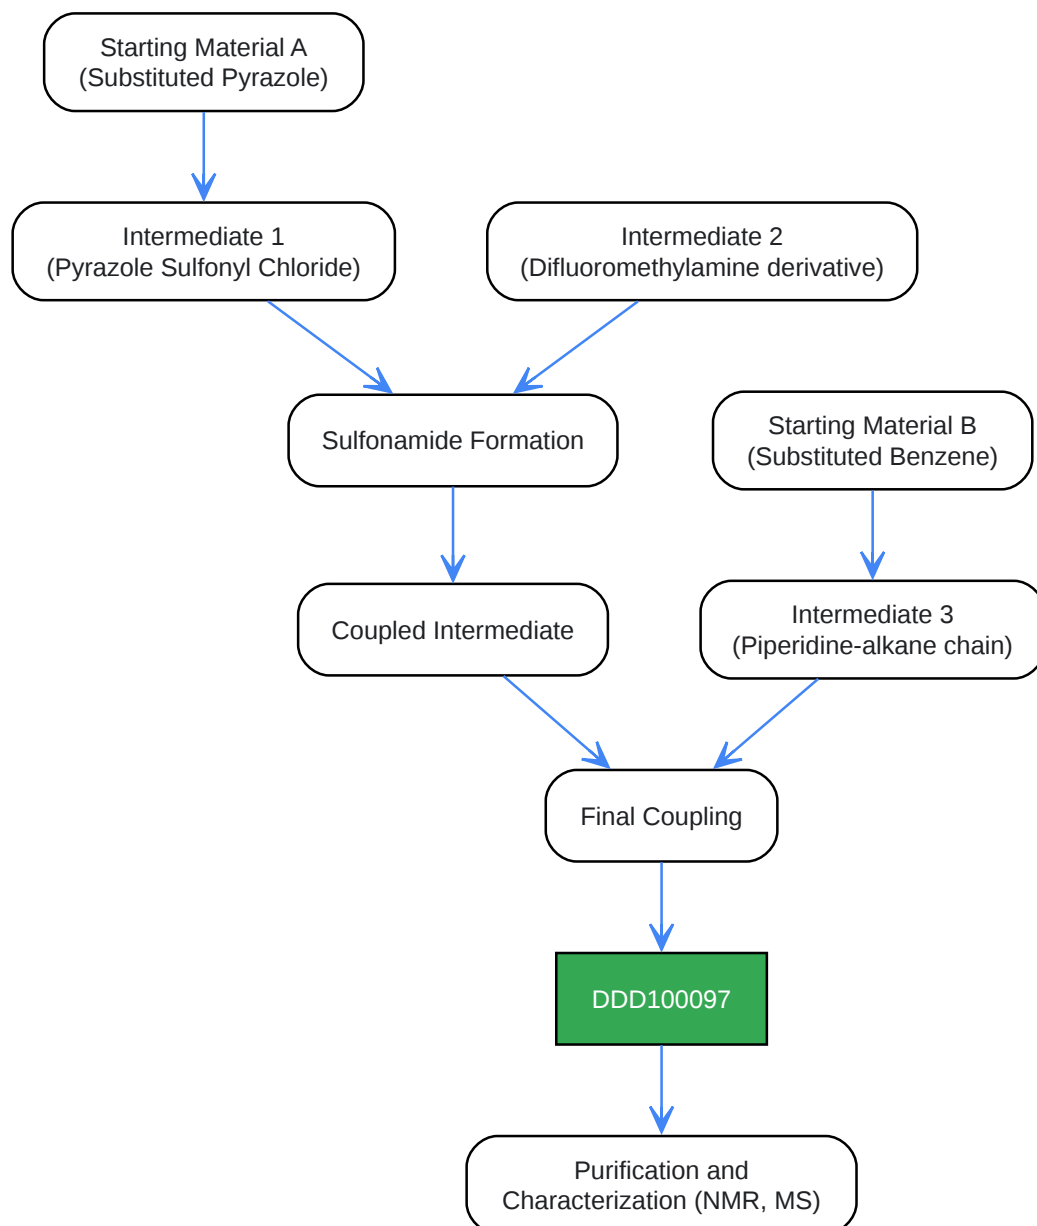 Starting Material A
(Substituted Pyrazole)
Intermediate 1
(Pyrazole Sulfonyl Chloride)
Intermediate 2
(Difluoromethylamine derivative)
Sulfonamide Formation
Starting Material B
(Substituted Benzene)
Coupled Intermediate
Intermediate 3
(Piperidine-alkane chain)
Final Coupling
DDD100097
Purification and
Characterization (NMR, MS)